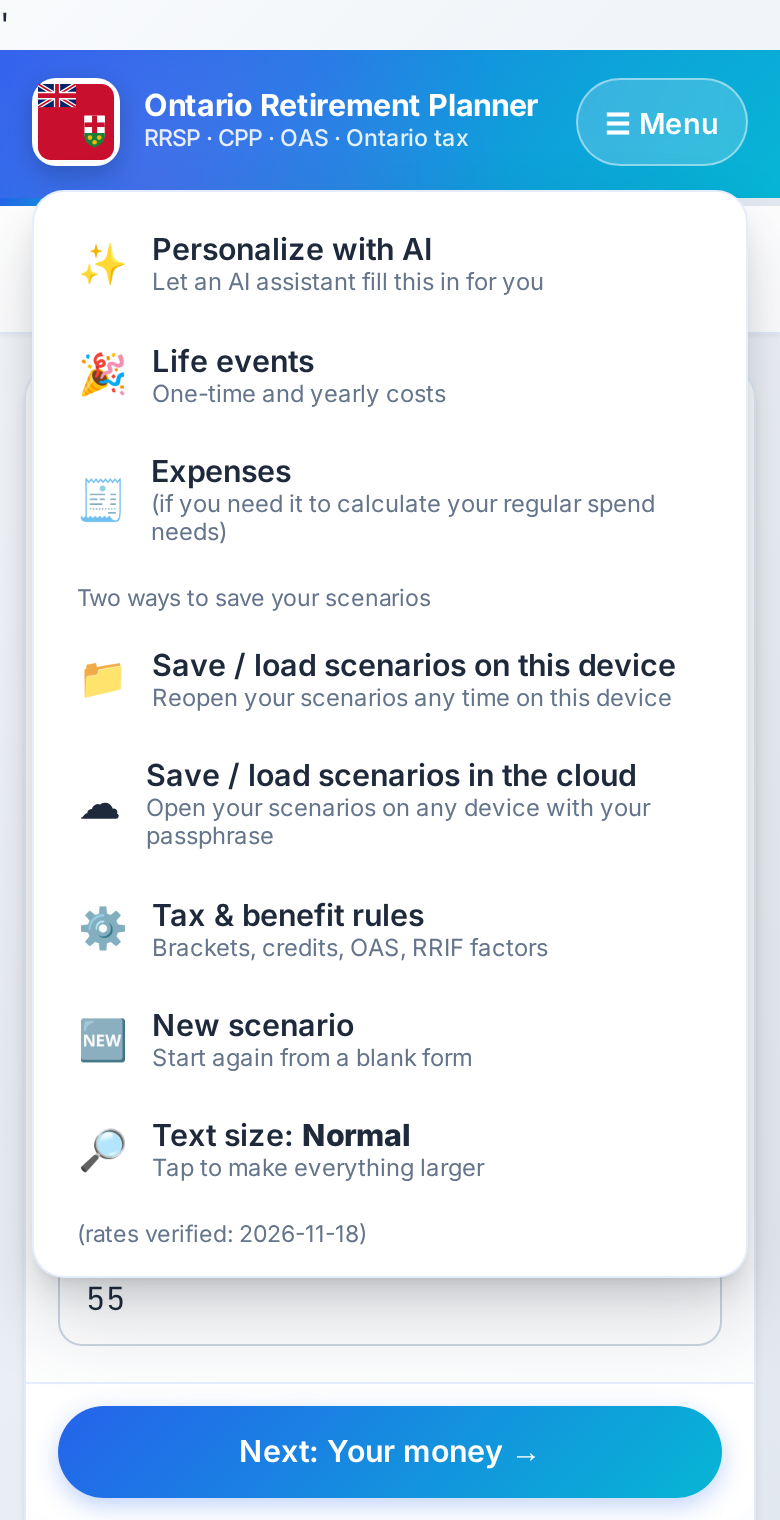 '
Ontario Retirement Planner
RRSP · CPP · OAS · Ontario tax
☰ Menu
Personalize with AI
Let an AI assistant fill this in for you
Life events
One-time and yearly costs
Expenses
(if you need it to calculate your regular spend
needs)
Two ways to save your scenarios
Save / load scenarios on this device
Reopen your scenarios any time on this device
Save / load scenarios in the cloud
Open your scenarios on any device with your
passphrase
Tax & benefit rules
Brackets, credits, OAS, RRIF factors
NEW
New scenario
Start again from a blank form
Text size: Normal
Tap to make everything larger
(rates verified: 2026-11-18)
55
Next: Your money →